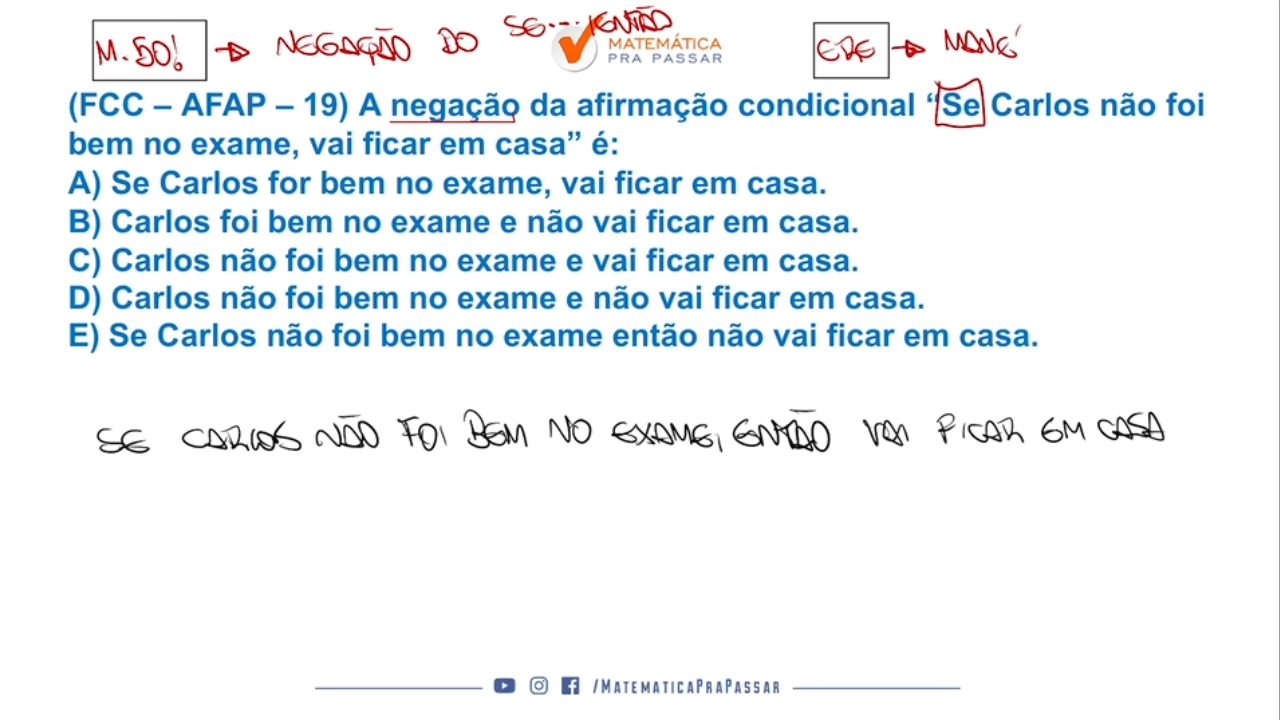 M.50! → NEGAÇÃO DO SE... ENTÃO
MATEMÁTICA
PRA PASSAR
→ MANÉ
(FCC – AFAP – 19) A negação da afirmação condicional “Se Carlos não foi
bem no exame, vai ficar em casa” é:
A) Se Carlos for bem no exame, vai ficar em casa.
B) Carlos foi bem no exame e não vai ficar em casa.
C) Carlos não foi bem no exame e vai ficar em casa.
D) Carlos não foi bem no exame e não vai ficar em casa.
E) Se Carlos não foi bem no exame então não vai ficar em casa.
SE CARLOS NÃO FOI BEM NO EXAME, ENTÃO VAI FICAR EM CASA
/MATEMATICAPRAPASSAR